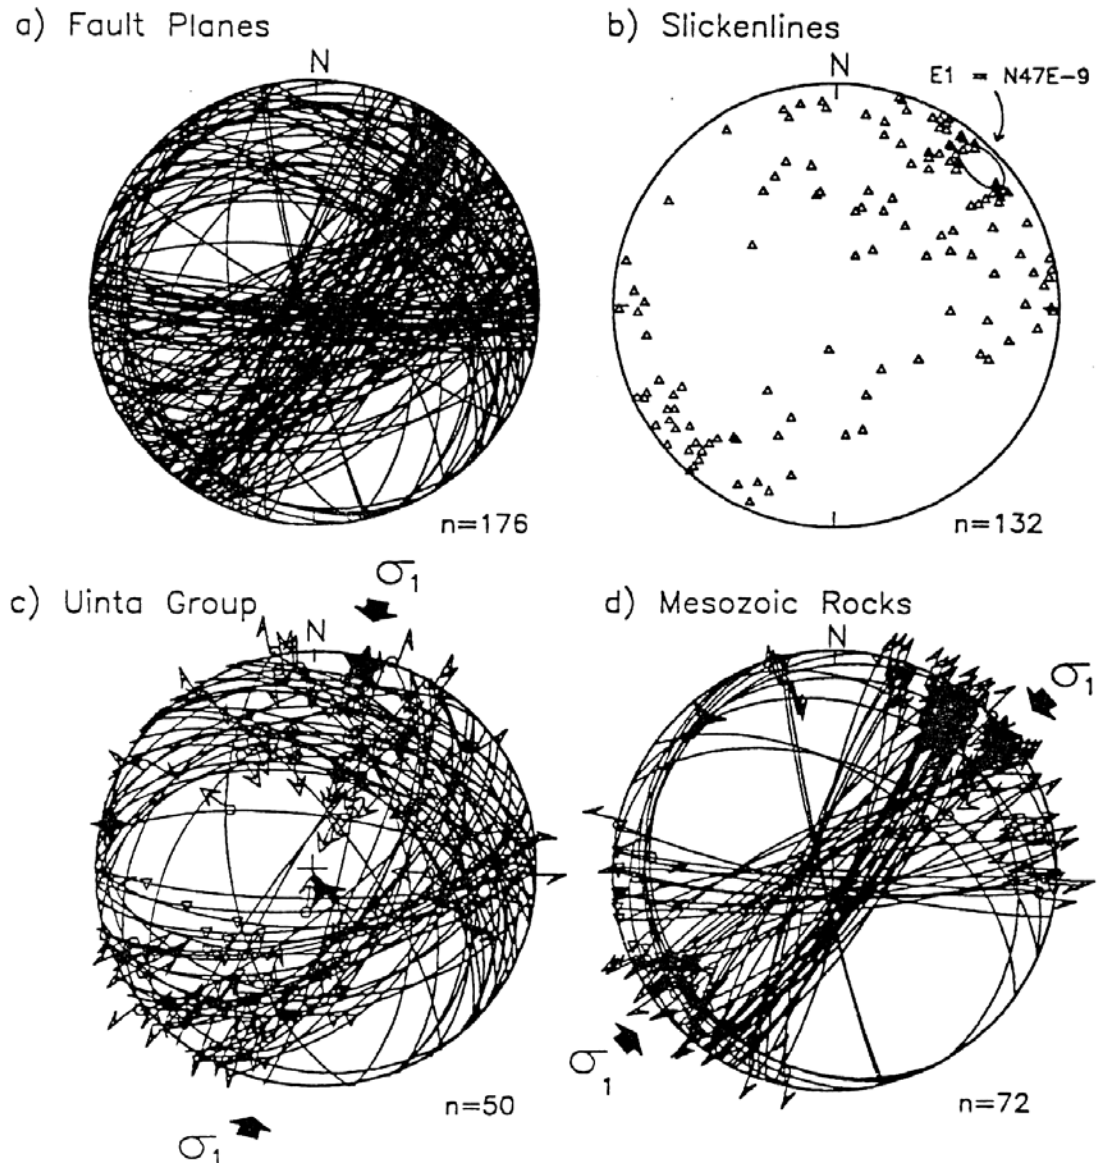 a) Fault Planes
N
n=176
b) Slickenlines
N
E1 = N47E-9
n=132
c) Uinta Group
σ1
N
n=50
σ1
d) Mesozoic Rocks
N
σ1
σ1
n=72